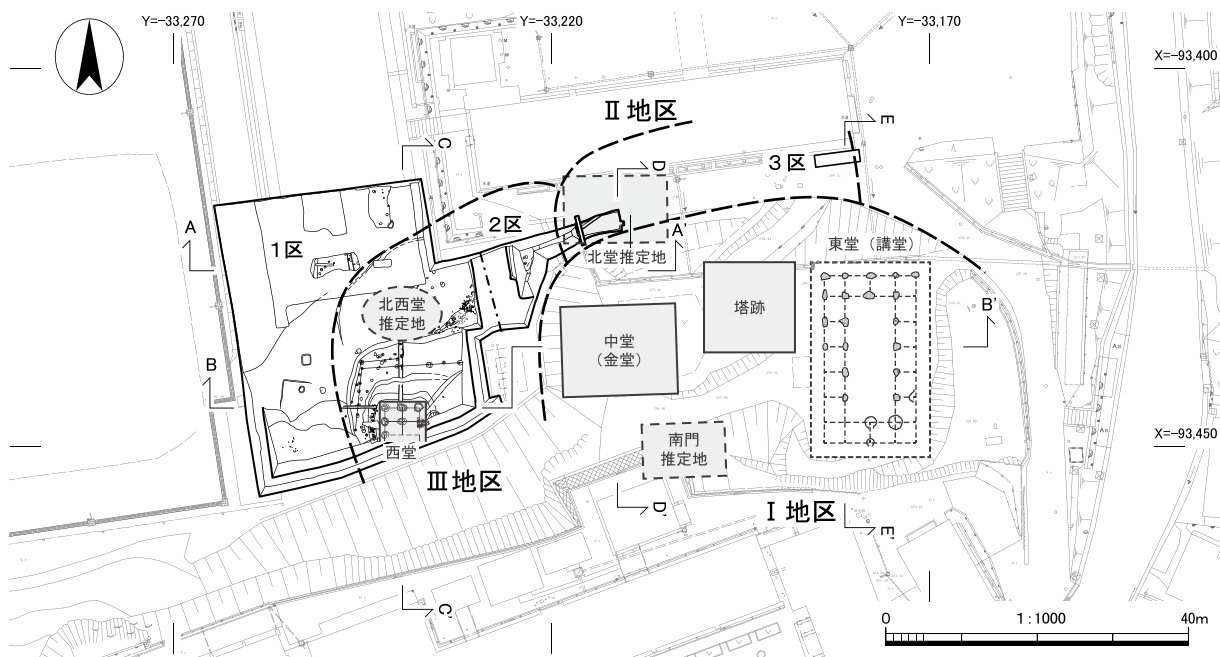 Y=-33,270
Y=-33,220
Y=-33,170
X=-93,400
Ⅱ地区
E
C
D
3区
A
2区
A'
1区
北堂推定地
東堂（講堂）
北西堂
推定地
塔跡
B'
中堂
（金堂）
B
X=-93,450
南門
推定地
西堂
Ⅲ地区
D'
Ⅰ地区
E'
C'
0
1:1000
40m